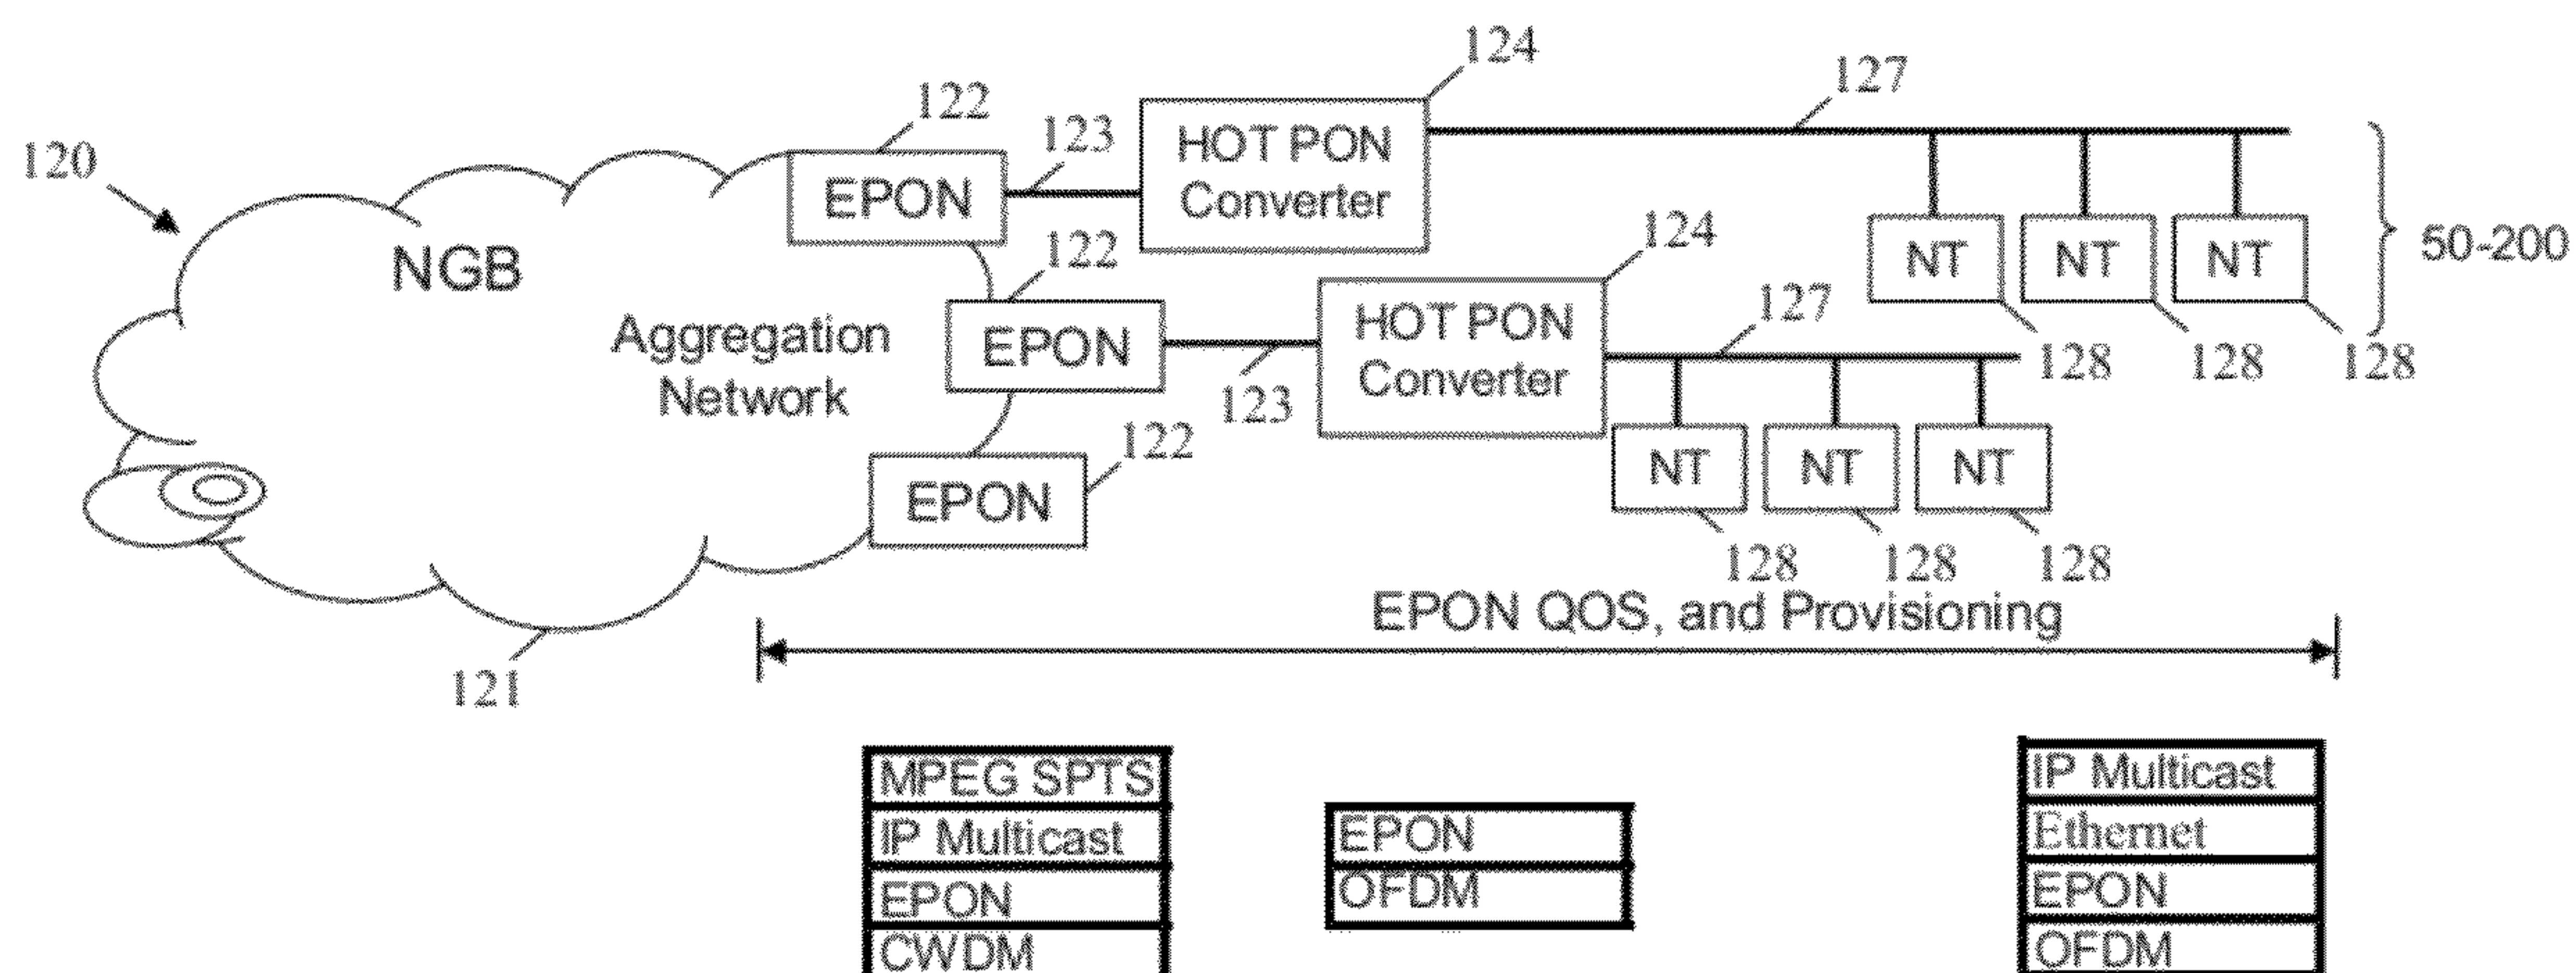 124
127
122
123
HOT PON
Converter
120
EPON
124
NGB
122
NT
NT
NT
50-200
HOT PON
Converter
127
Aggregation
Network
EPON
123
128
128
128
122
NT
NT
NT
EPON
128
128
128
EPON QOS, and Provisioning
121
MPEG SPTS
IP Multicast
EPON
CWDM
EPON
OFDM
IP Multicast
Ethernet
EPON
OFDM